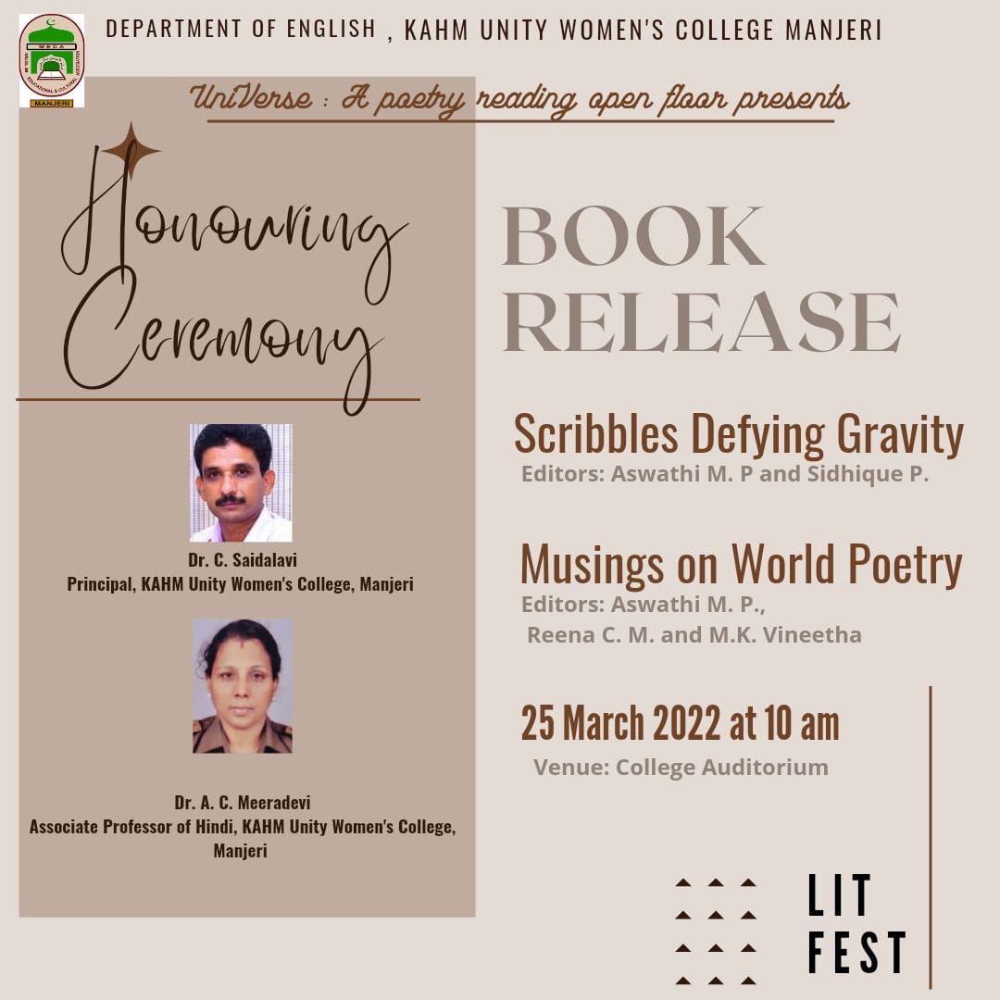 DEPARTMENT OF ENGLISH , KAHM UNITY WOMEN'S COLLEGE MANJERI
MECA
EDUCATIONAL & CULTURAL
MANJERI
UniVerse : A poetry reading open floor presents
Honouring
Ceremony
Dr. C. Saidalavi
Principal, KAHM Unity Women's College, Manjeri
Dr. A. C. Meeradevi
Associate Professor of Hindi, KAHM Unity Women's College,
Manjeri
BOOK
RELEASE
Scribbles Defying Gravity
Editors: Aswathi M. P and Sidhique P.
Musings on World Poetry
Editors: Aswathi M. P.,
Reena C. M. and M.K. Vineetha
25 March 2022 at 10 am
Venue: College Auditorium
LIT
FEST